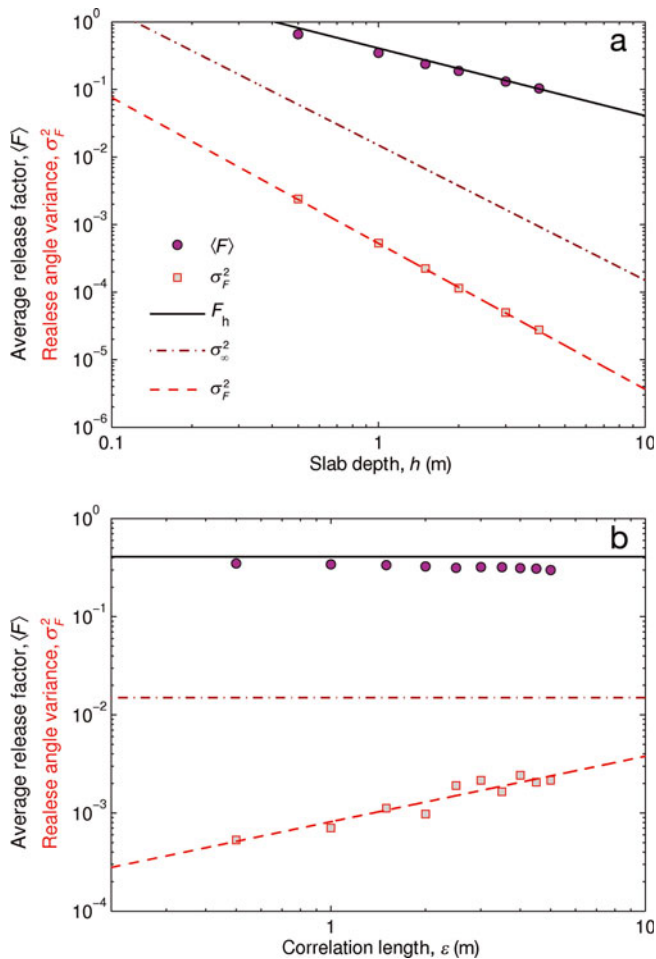 a
10^0
10^-1
10^-2
10^-3
10^-4
10^-5
10^-6
Average release factor, ⟨F⟩
Realese angle variance, σ_F^2
⟨F⟩
σ_F^2
F_h
σ_∞^2
σ_F^2
0.1 1 10
Slab depth, h (m)
b
10^0
10^-1
10^-2
10^-3
10^-4
Average release factor, ⟨F⟩
Realese angle variance, σ_F^2
1 10
Correlation length, ε (m)